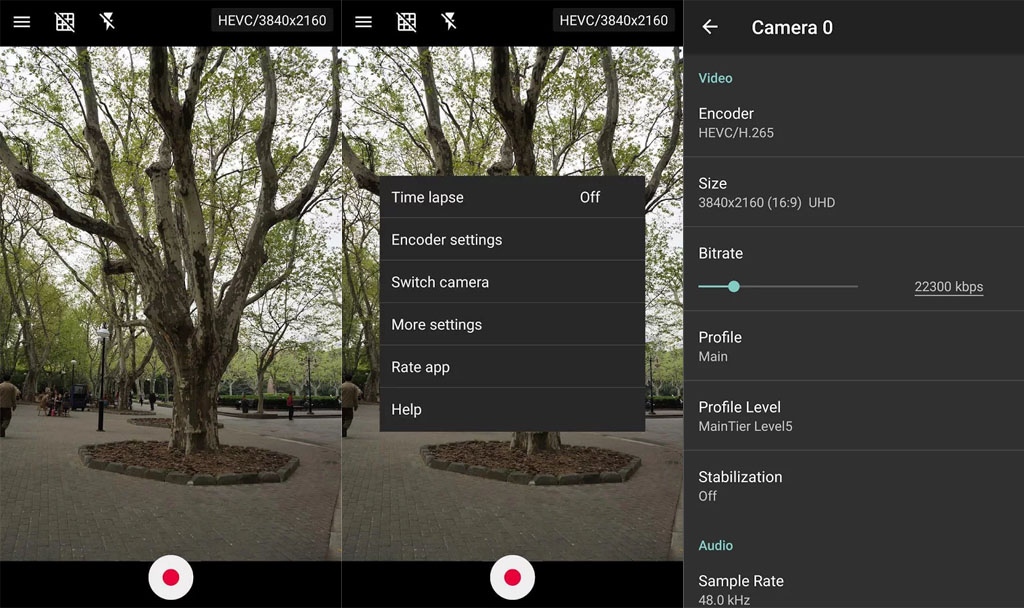 HEVC/3840x2160
HEVC/3840x2160
Time lapse Off
Encoder settings
Switch camera
More settings
Rate app
Help
Camera 0
Video
Encoder
HEVC/H.265
Size
3840x2160 (16:9) UHD
Bitrate
22300 kbps
Profile
Main
Profile Level
MainTier Level5
Stabilization
Off
Audio
Sample Rate
48.0 kHz